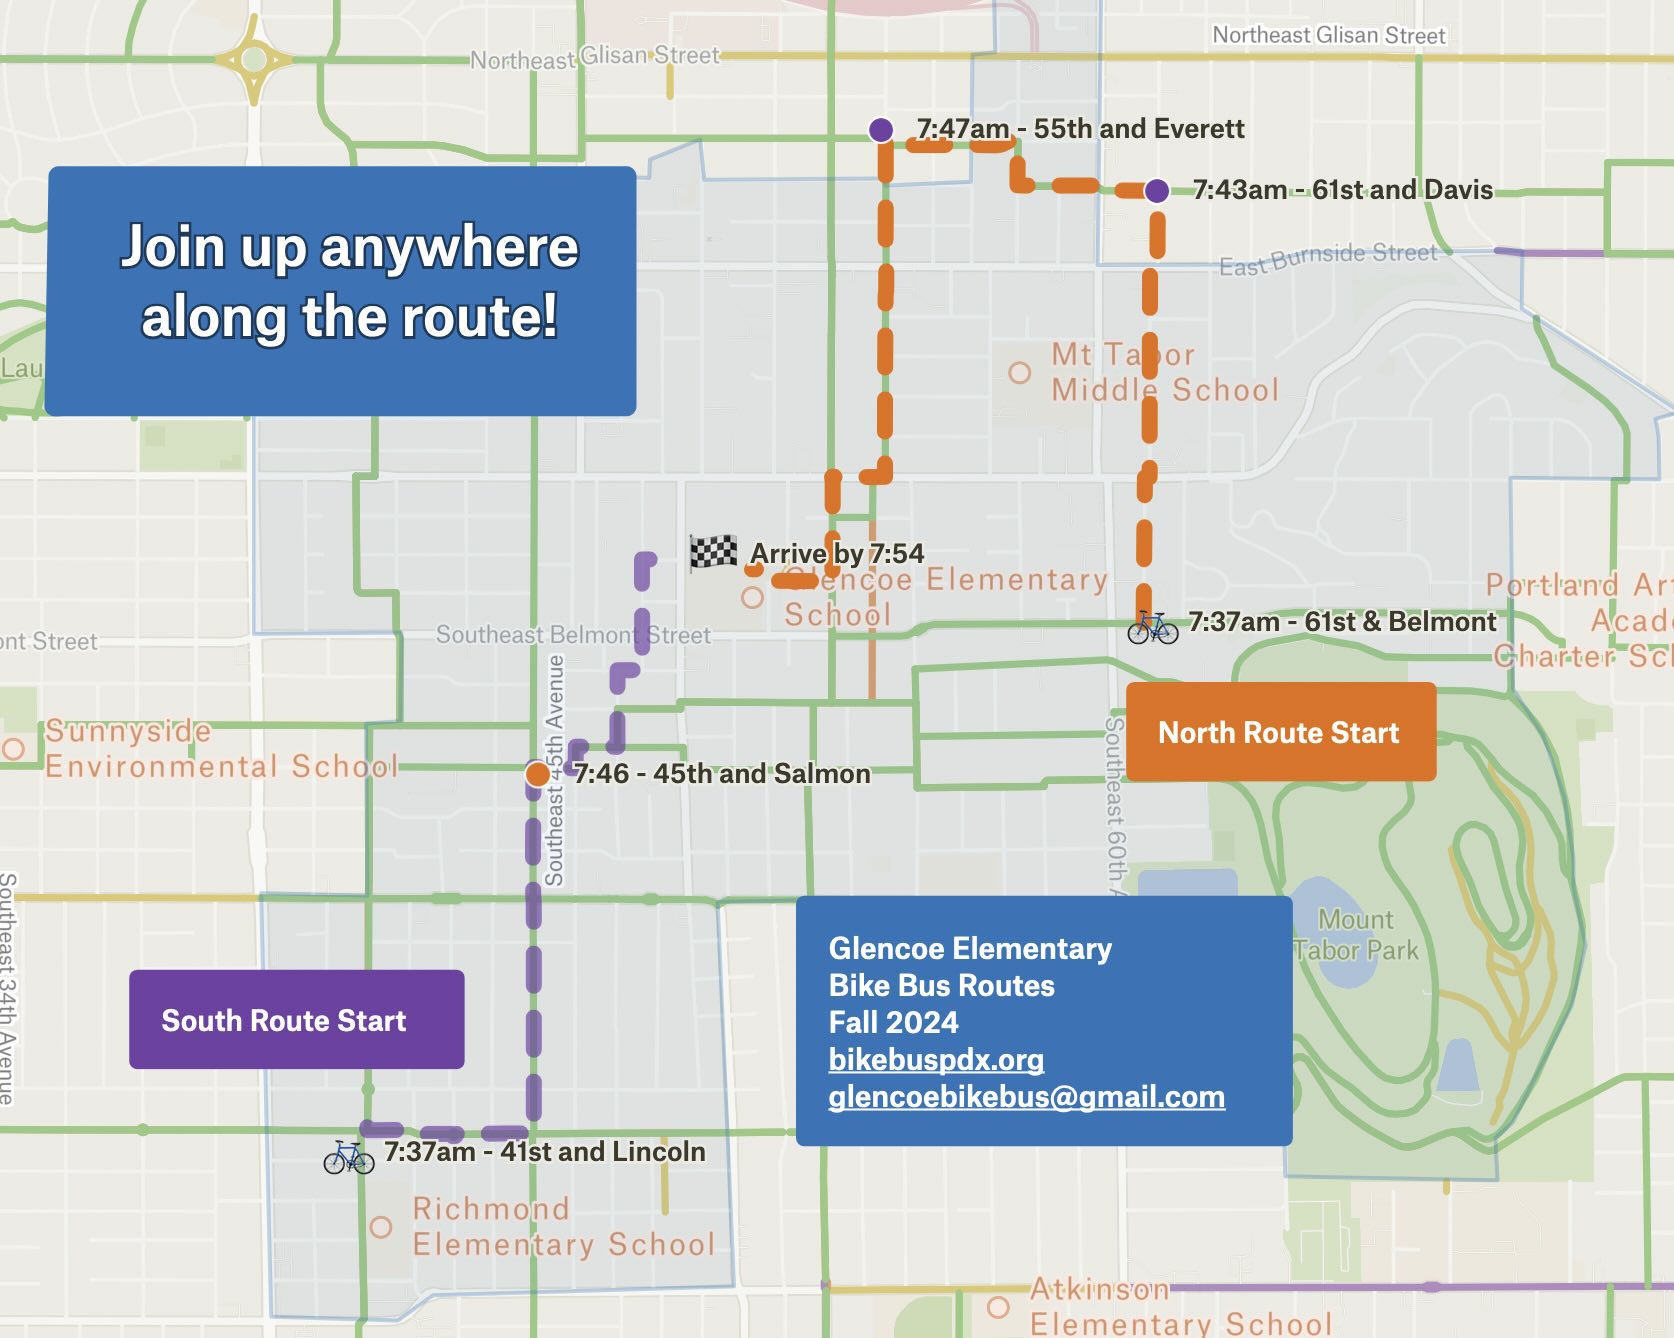 Northeast Glisan Street
Northeast Glisan Street
7:47am - 55th and Everett
7:43am - 61st and Davis
Join up anywhere
along the route!
East Burnside Street
Lau
Mt Tabor
Middle School
Arrive by 7:54
Glencoe Elementary
School
Portland Art
Acade
Charter Sch
7:37am - 61st & Belmont
ont Street
Southeast Belmont Street
Southeast 45th Avenue
Sunnyside
Environmental School
North Route Start
7:46 - 45th and Salmon
Southeast 60th A
Southeast 34th Avenue
Mount
Tabor Park
Glencoe Elementary
Bike Bus Routes
Fall 2024
bikebuspdx.org
glencoebikebus@gmail.com
South Route Start
7:37am - 41st and Lincoln
Richmond
Elementary School
Atkinson
Elementary School